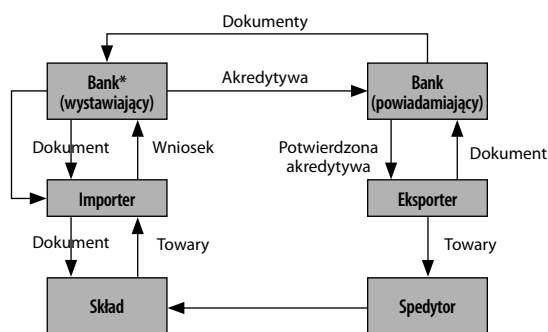 Dokumenty
Bank*
(wystawiający)
Akredytywa
Bank
(powiadamiający)
Dokument
Wniosek
Potwierdzona
akredytywa
Dokument
Importer
Eksporter
Dokument
Towary
Towary
Skład
Spedytor